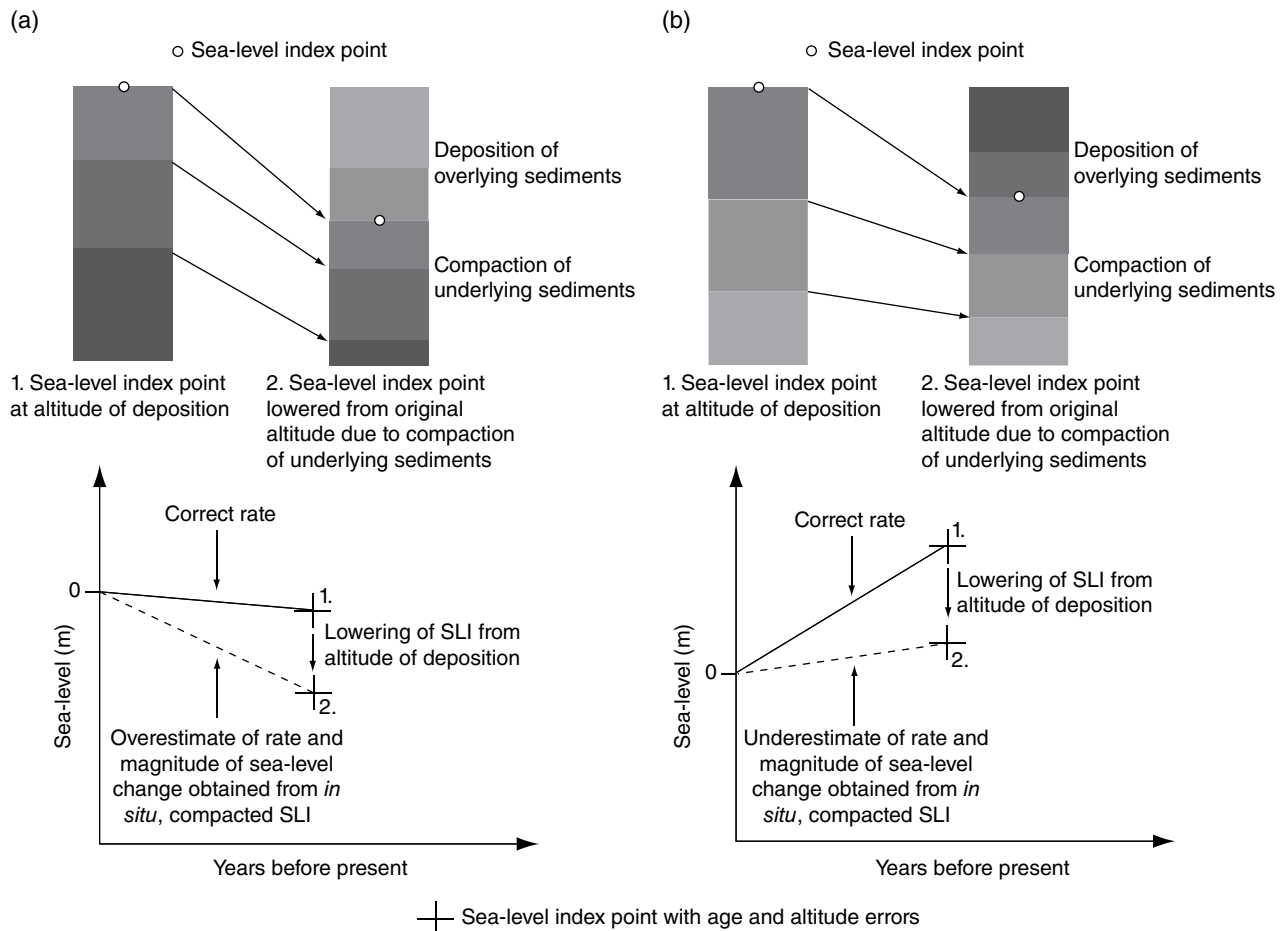 (a)
Sea-level index point
Deposition of
overlying sediments
Compaction of
underlying sediments
1. Sea-level index point
at altitude of deposition
2. Sea-level index point
lowered from original
altitude due to compaction
of underlying sediments
Correct rate
0
1.
Lowering of SLI from
altitude of deposition
2.
Sea-level (m)
Overestimate of rate and
magnitude of sea-level
change obtained from in
situ, compacted SLI
Years before present
(b)
Sea-level index point
Deposition of
overlying sediments
Compaction of
underlying sediments
1. Sea-level index point
at altitude of deposition
2. Sea-level index point
lowered from original
altitude due to compaction
of underlying sediments
Correct rate
1.
Lowering of SLI from
altitude of deposition
0
2.
Sea-level (m)
Underestimate of rate and
magnitude of sea-level
change obtained from in
situ, compacted SLI
Years before present
Sea-level index point with age and altitude errors